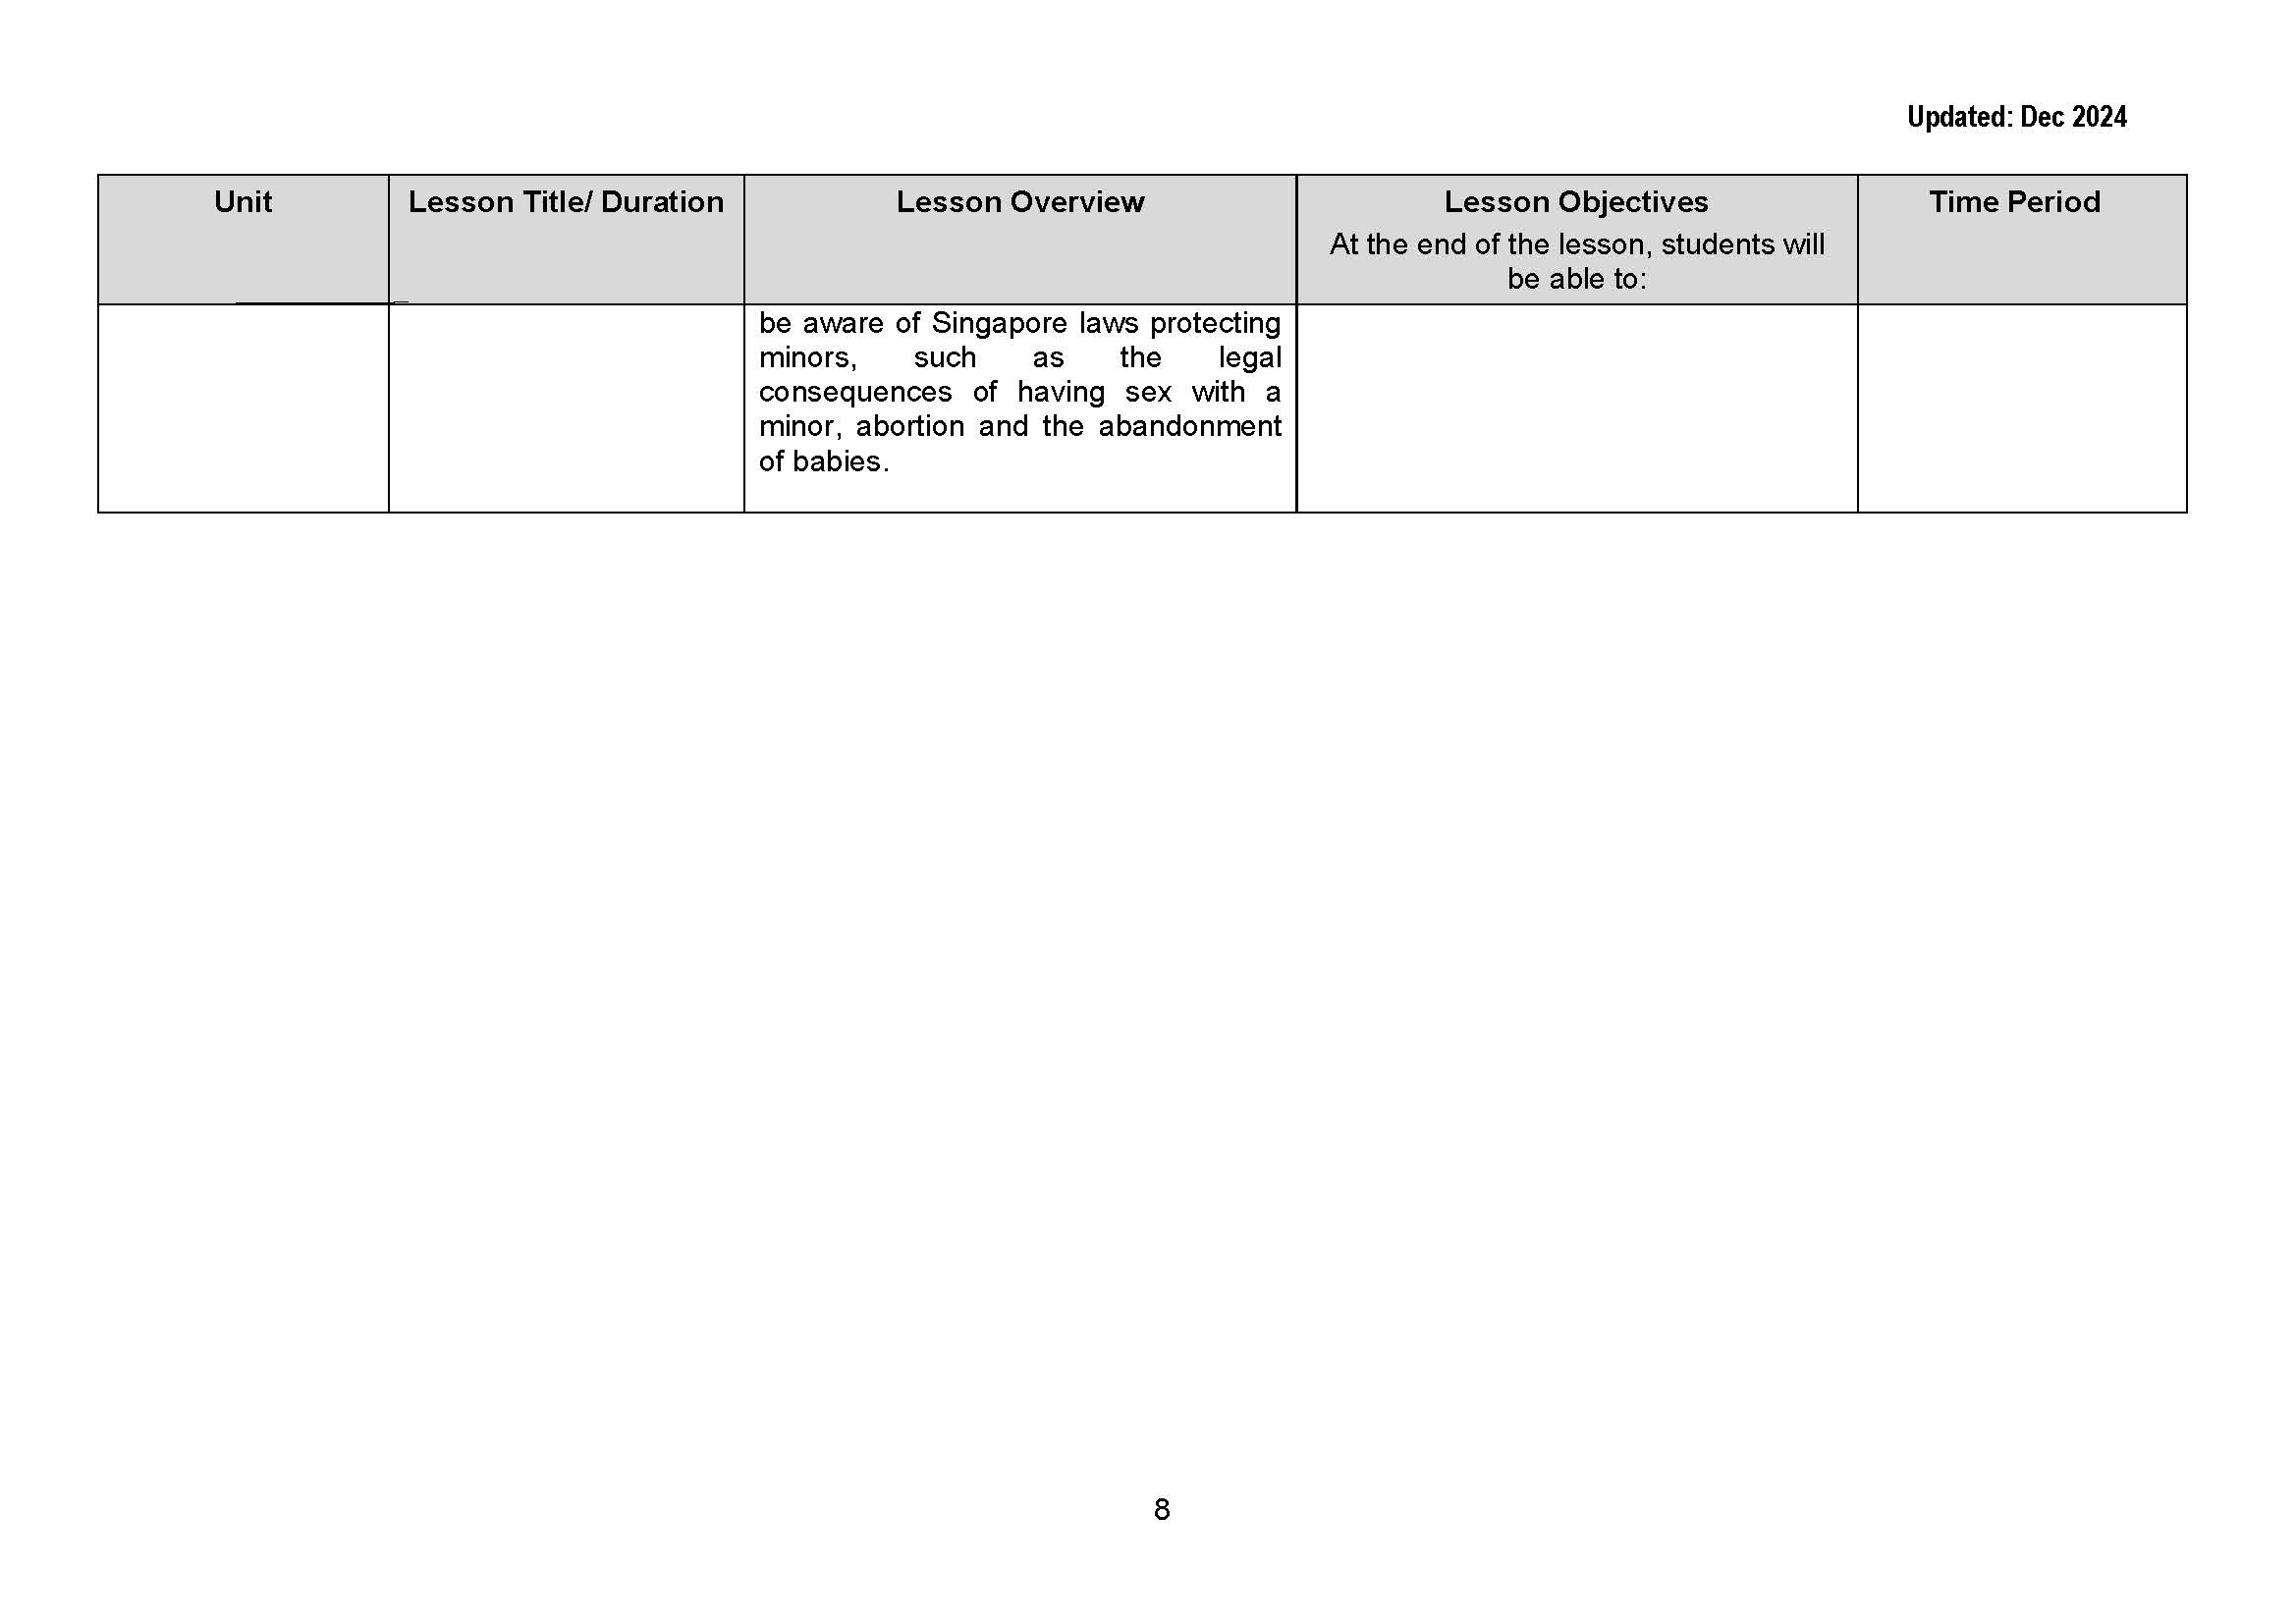 Updated: Dec 2024
Unit
Lesson Title/ Duration
Lesson Overview
Lesson Objectives
At the end of the lesson, students will
be able to:
Time Period
be aware of Singapore laws protecting
minors, such as the legal
consequences of having sex with a
minor, abortion and the abandonment
of babies.
8